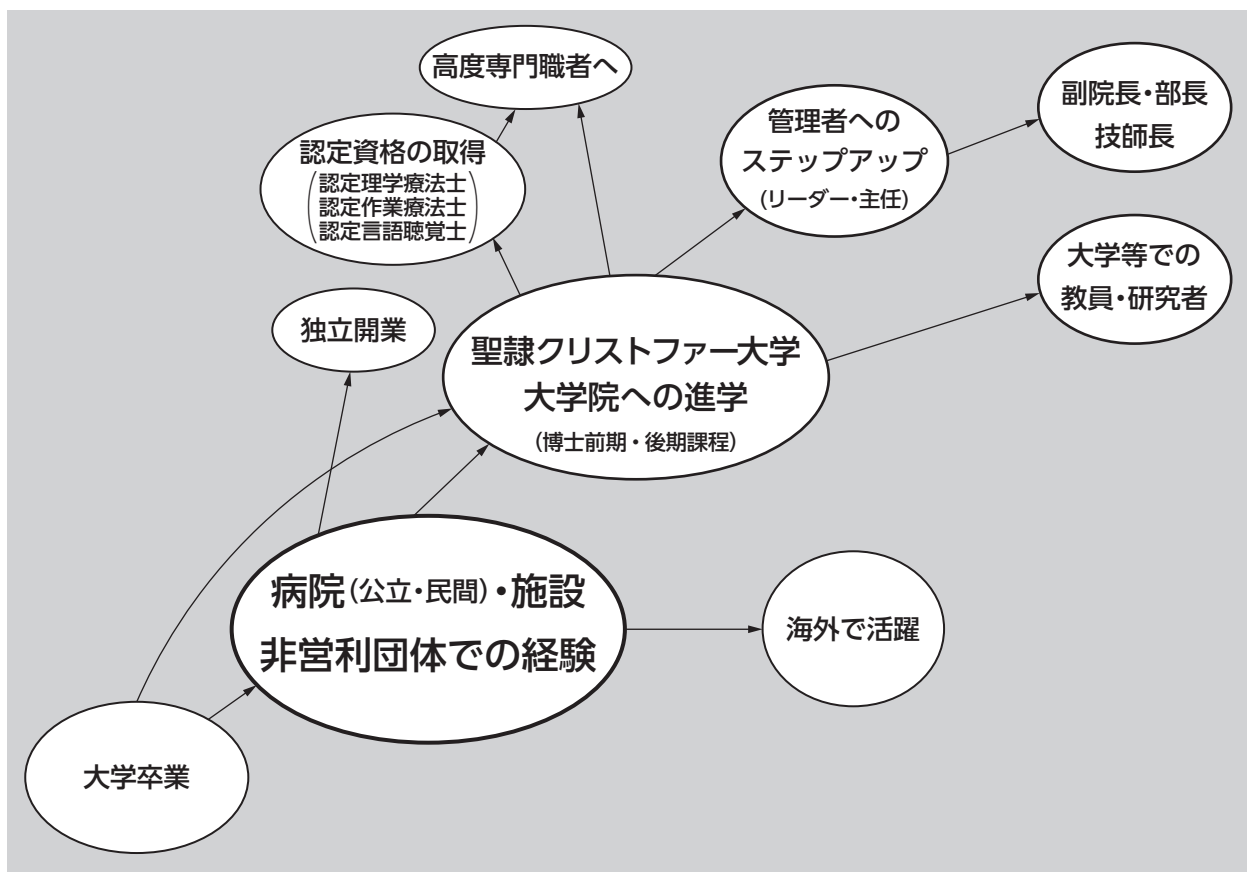 高度専門職者へ
認定資格の取得
(認定理学療法士
認定作業療法士
認定言語聴覚士)
管理者への
ステップアップ
(リーダー・主任)
副院長・部長
技師長
大学等での
教員・研究者
独立開業
聖隷クリストファー大学
大学院への進学
(博士前期・後期課程)
病院(公立・民間)・施設
非営利団体での経験
海外で活躍
大学卒業